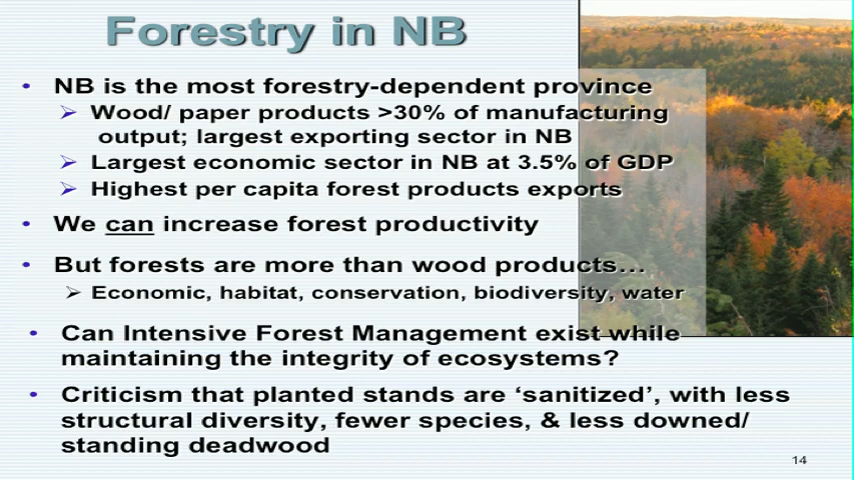 Forestry in NB
• NB is the most forestry-dependent province
➢ Wood/ paper products >30% of manufacturing
output; largest exporting sector in NB
➢ Largest economic sector in NB at 3.5% of GDP
➢ Highest per capita forest products exports
• We can increase forest productivity
• But forests are more than wood products…
➢ Economic, habitat, conservation, biodiversity, water
• Can Intensive Forest Management exist while
maintaining the integrity of ecosystems?
• Criticism that planted stands are ‘sanitized’, with less
structural diversity, fewer species, & less downed/
standing deadwood
14